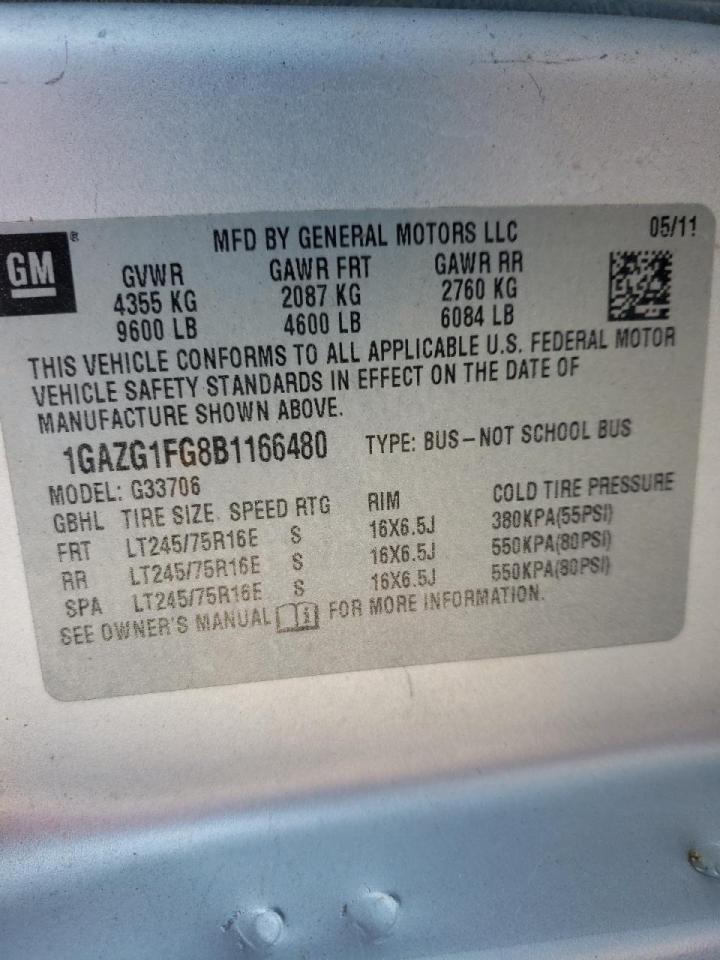 GM®
MFD BY GENERAL MOTORS LLC 05/11
GVWR GAWR FRT GAWR RR
4355 KG 2087 KG 2760 KG
9600 LB 4600 LB 6084 LB
THIS VEHICLE CONFORMS TO ALL APPLICABLE U.S. FEDERAL MOTOR
VEHICLE SAFETY STANDARDS IN EFFECT ON THE DATE OF
MANUFACTURE SHOWN ABOVE.
1GAZG1FG8B1166480 TYPE: BUS-NOT SCHOOL BUS
MODEL: G33706
GBHL TIRE SIZE SPEED RTG RIM COLD TIRE PRESSURE
FRT LT245/75R16E S 16X6.5J 380KPA(55PSI)
RR LT245/75R16E S 16X6.5J 550KPA(80PSI)
SPA LT245/75R16E S 16X6.5J 550KPA(80PSI)
SEE OWNER'S MANUAL i FOR MORE INFORMATION.